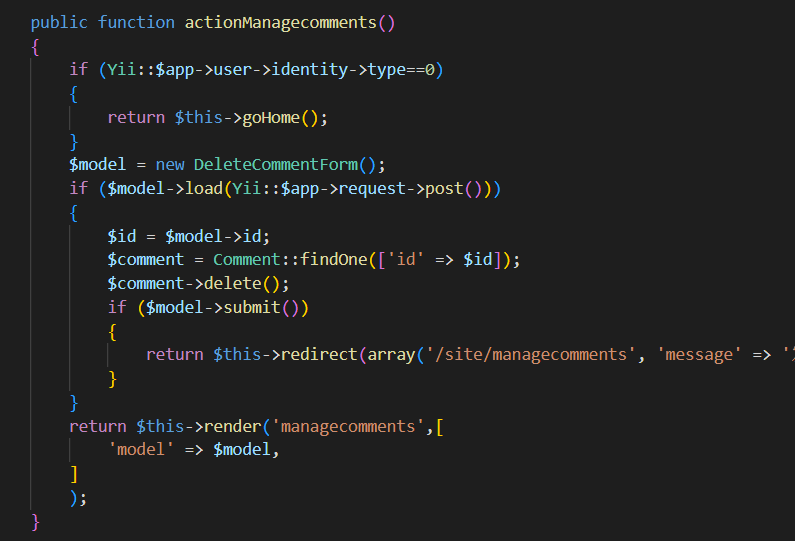 public function actionManagecomments()
{
    if (Yii::$app->user->identity->type==0)
    {
        return $this->goHome();
    }
    $model = new DeleteCommentForm();
    if ($model->load(Yii::$app->request->post()))
    {
        $id = $model->id;
        $comment = Comment::findOne(['id' => $id]);
        $comment->delete();
        if ($model->submit())
        {
            return $this->redirect(array('/site/managecomments', 'message' => '
        }
    }
    return $this->render('managecomments',[
        'model' => $model,
    ]
    );
}